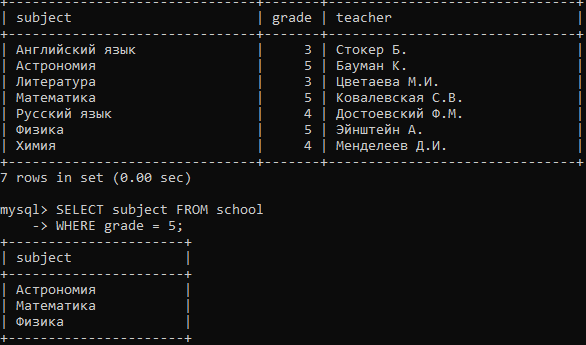 +-------------------------------+-------+-------------------------------+
| subject                       | grade | teacher                       |
+-------------------------------+-------+-------------------------------+
| Английский язык               |     3 | Стокер Б.                     |
| Астрономия                    |     5 | Бауман К.                     |
| Литература                    |     3 | Цветаева М.И.                 |
| Математика                    |     5 | Ковалевская С.В.              |
| Русский язык                  |     4 | Достоевский Ф.М.              |
| Физика                        |     5 | Эйнштейн А.                   |
| Химия                         |     4 | Менделеев Д.И.                |
+-------------------------------+-------+-------------------------------+
7 rows in set (0.00 sec)
mysql> SELECT subject FROM school
    -> WHERE grade = 5;
+----------------------+
| subject              |
+----------------------+
| Астрономия           |
| Математика           |
| Физика               |
+----------------------+